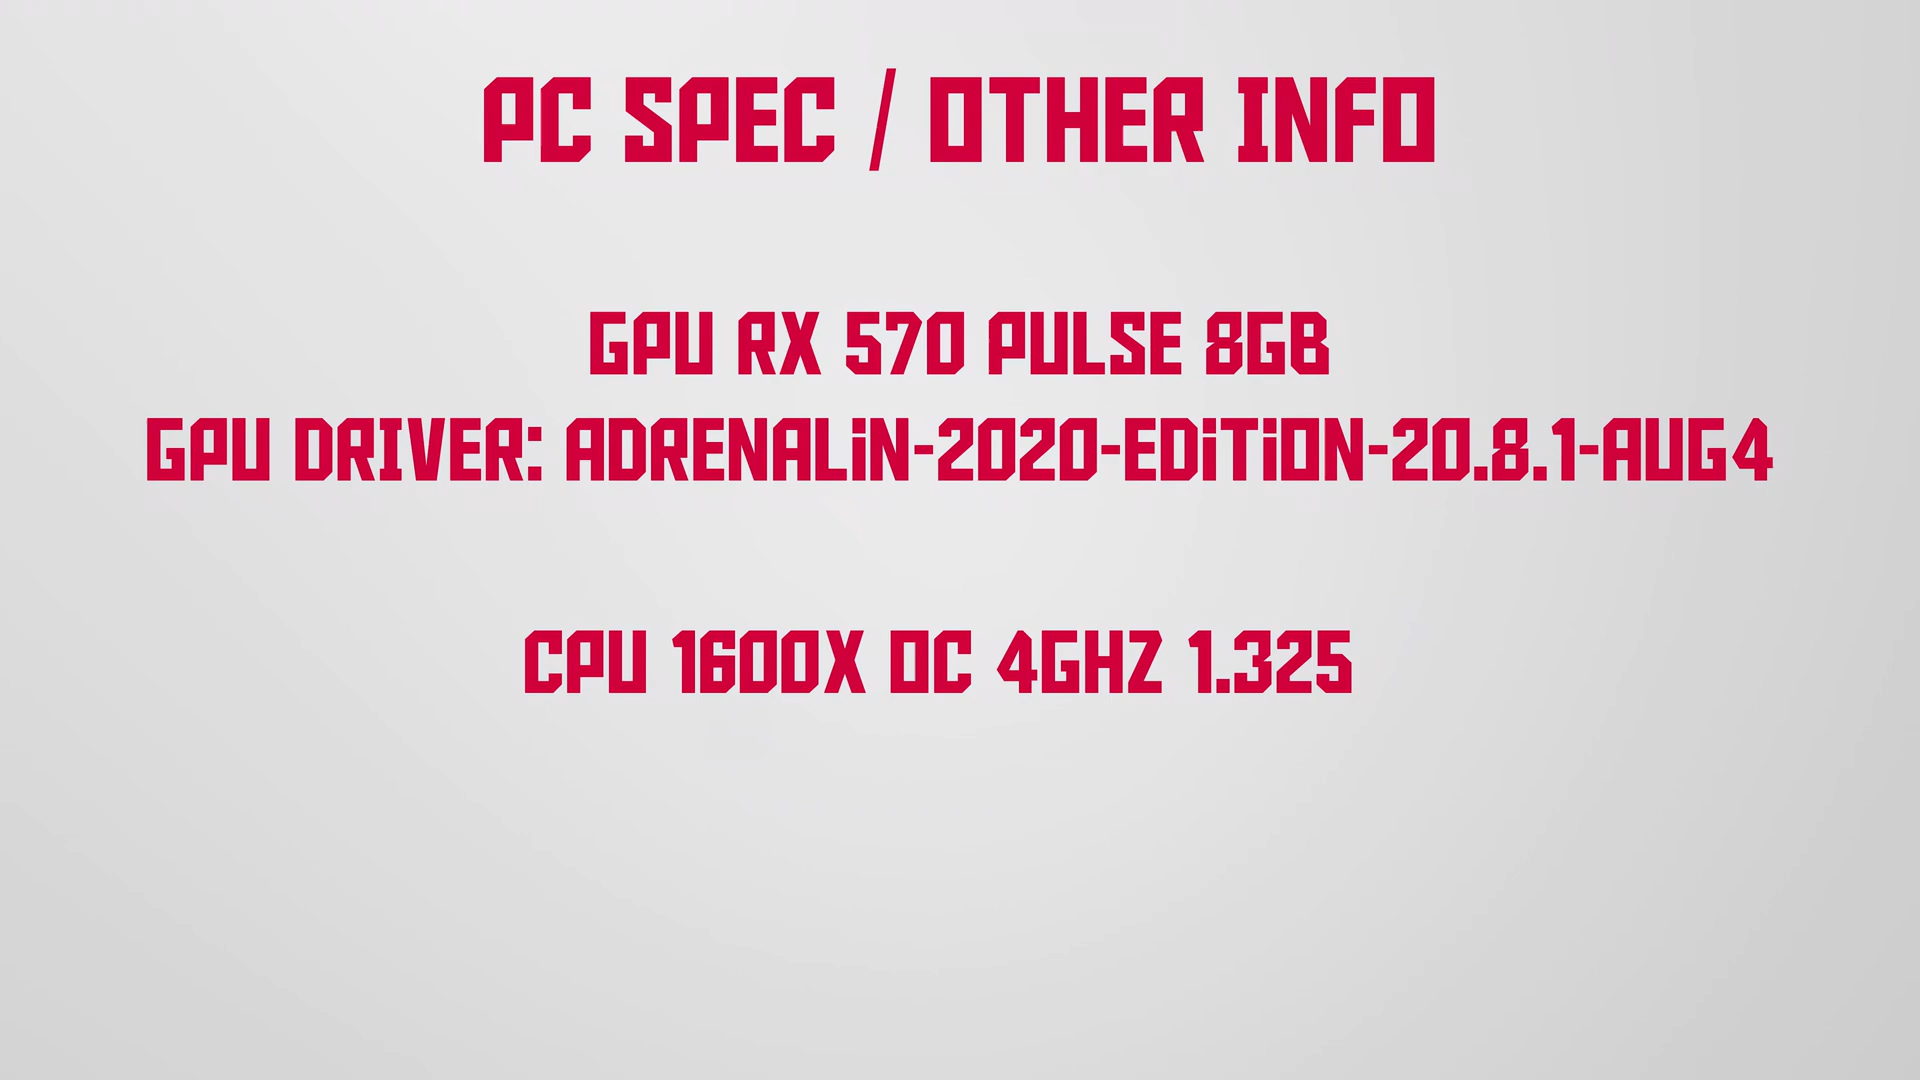 PC SPEC / OTHER INFO
GPU RX 570 PULSE 8GB
GPU DRIVER: ADRENALiN-2020-EDiTiON-20.8.1-AUG4
CPU 1600X OC 4GHZ 1.325